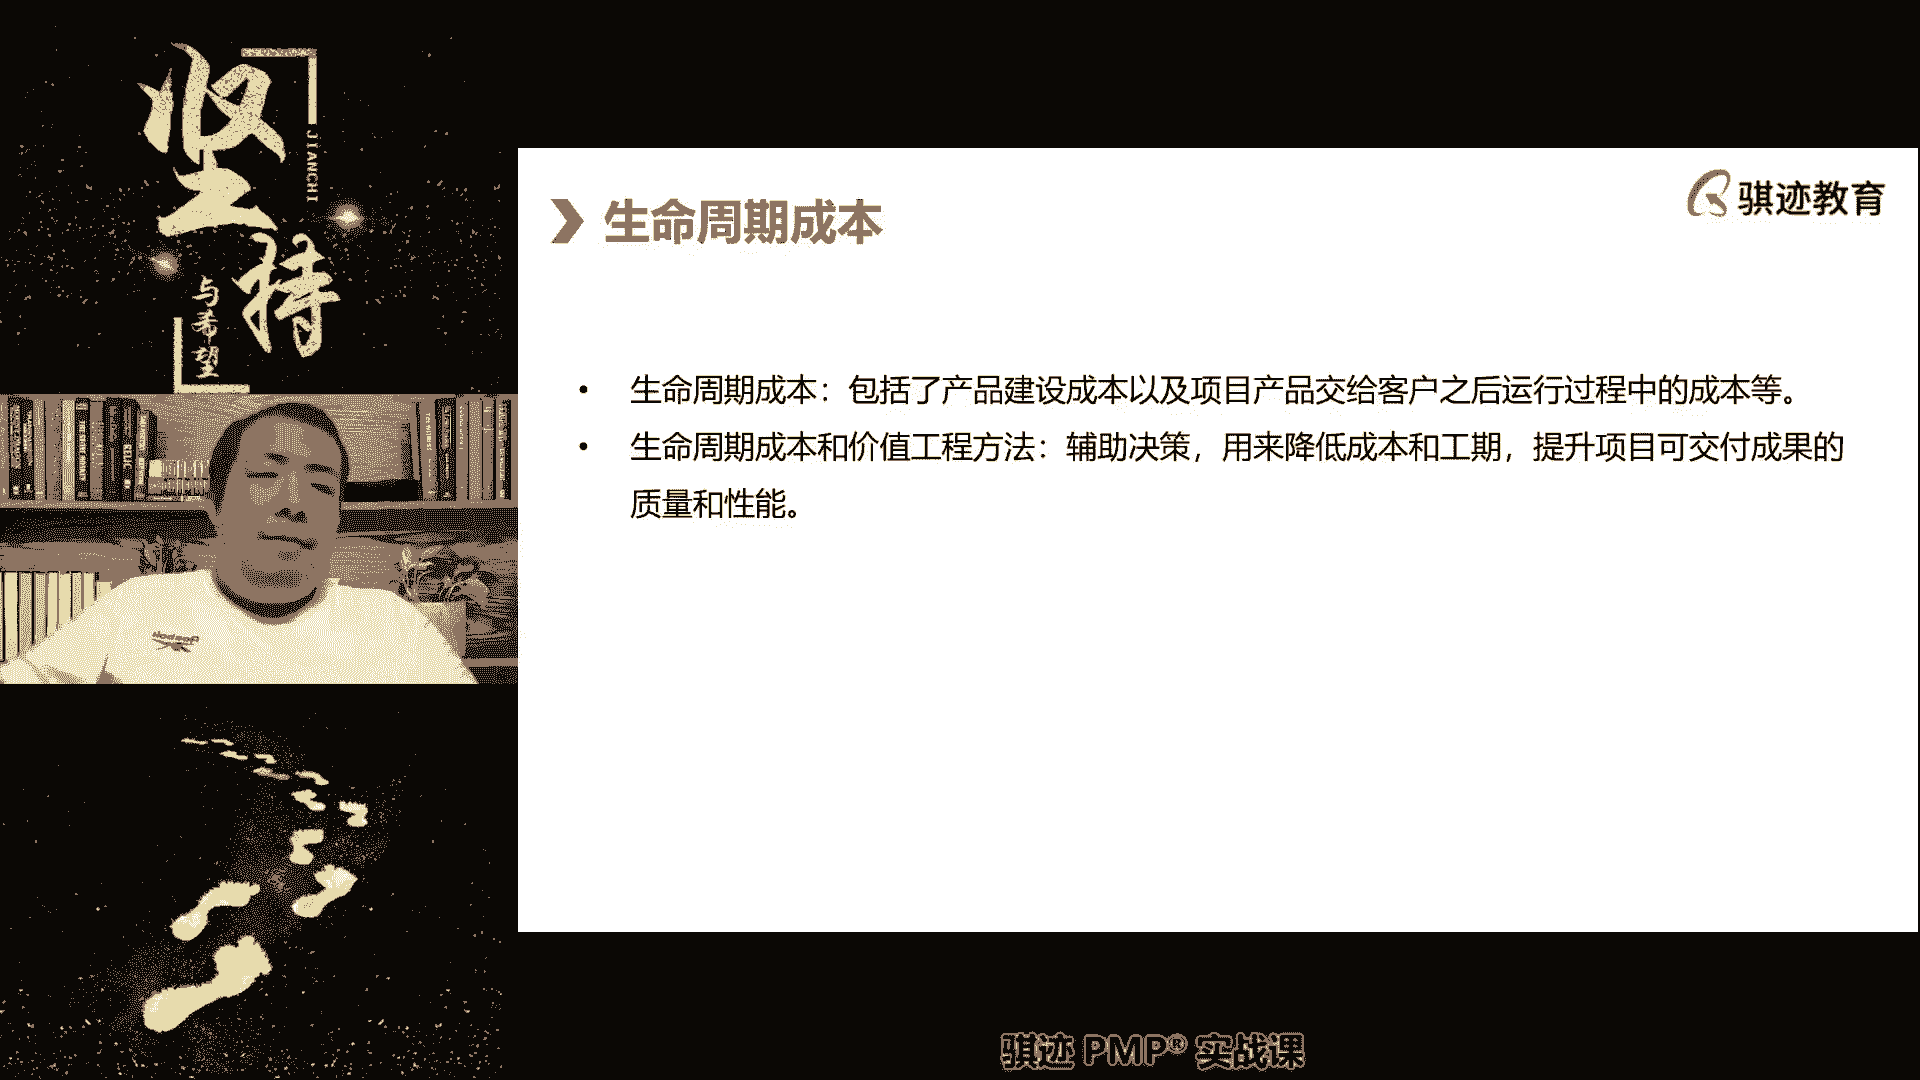 坚持
JIANCHI
与希望
骐迹教育
生命周期成本
• 生命周期成本：包括了产品建设成本以及项目产品交给客户之后运行过程中的成本等。
• 生命周期成本和价值工程方法：辅助决策，用来降低成本和工期，提升项目可交付成果的
质量和性能。
骐迹 PMP® 实战课